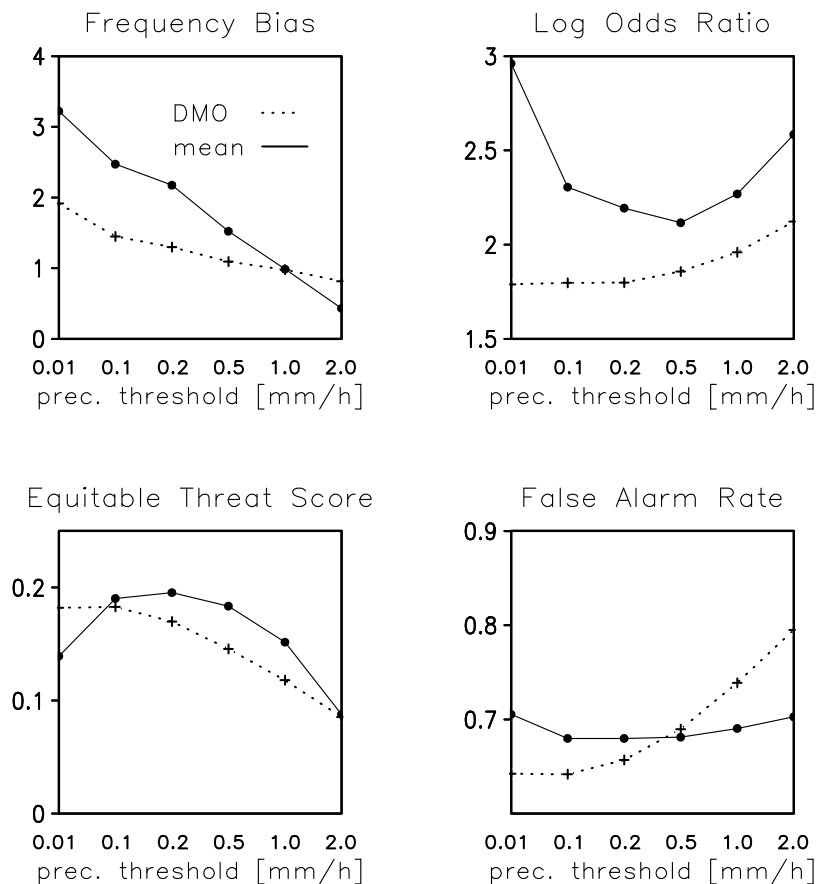 Frequency Bias
4
3
2
1
0
DMO
mean
0.01 0.1 0.2 0.5 1.0 2.0
prec. threshold [mm/h]
Log Odds Ratio
3
2.5
2
1.5
0.01 0.1 0.2 0.5 1.0 2.0
prec. threshold [mm/h]
Equitable Threat Score
0.2
0.1
0
0.01 0.1 0.2 0.5 1.0 2.0
prec. threshold [mm/h]
False Alarm Rate
0.9
0.8
0.7
0.01 0.1 0.2 0.5 1.0 2.0
prec. threshold [mm/h]